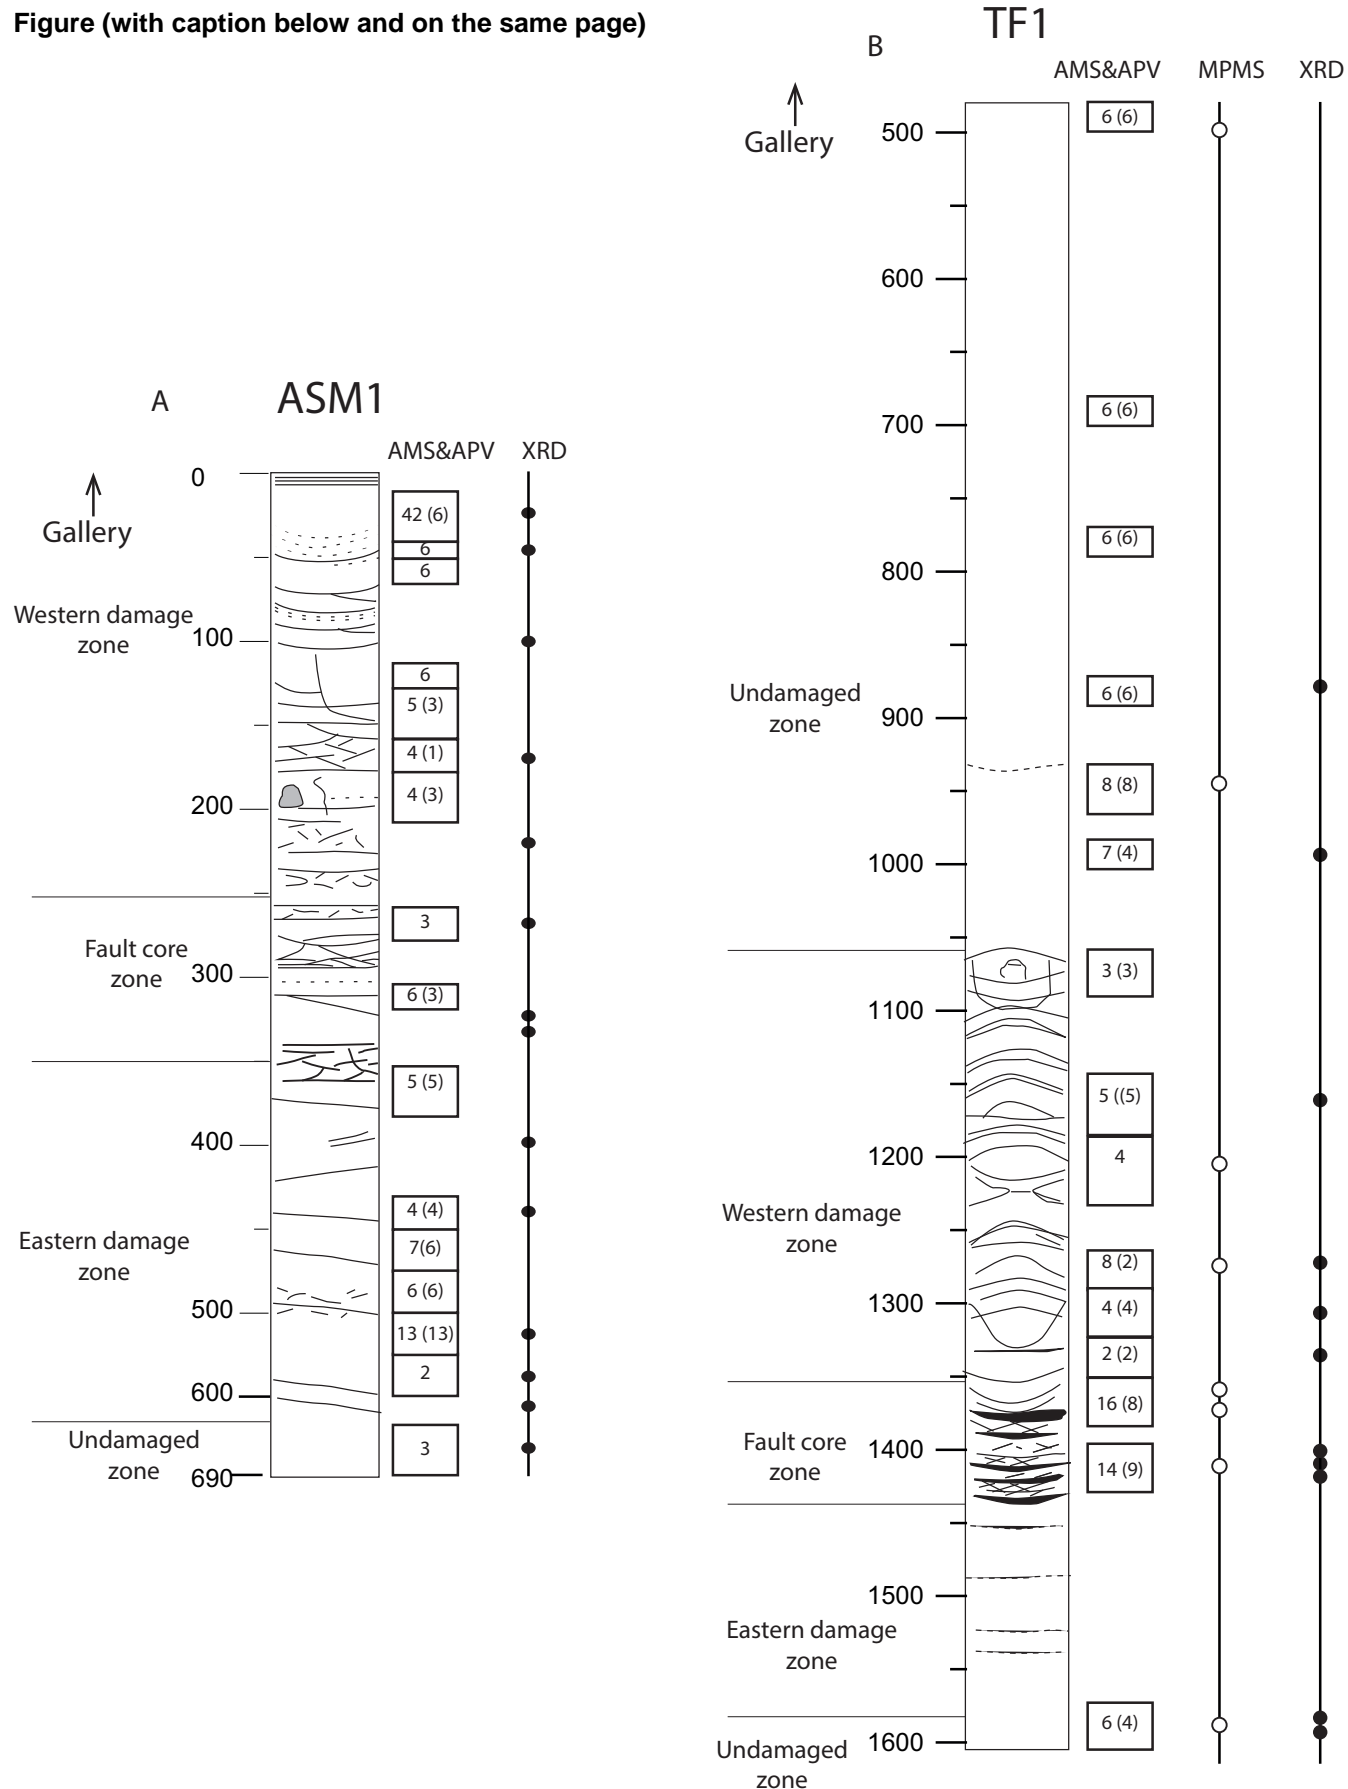 Figure (with caption below and on the same page)
A
ASM1
AMS&APV
XRD
Gallery
0
100
200
300
400
500
600
690
Western damage
zone
Fault core
zone
Eastern damage
zone
Undamaged
zone
42 (6)
6
6
6
5 (3)
4 (1)
4 (3)
3
6 (3)
5 (5)
4 (4)
7(6)
6 (6)
13 (13)
2
3
B
TF1
AMS&APV
MPMS
XRD
Gallery
500
600
700
800
900
1000
1100
1200
1300
1400
1500
1600
Undamaged
zone
Western damage
zone
Fault core
zone
Eastern damage
zone
Undamaged
zone
6 (6)
6 (6)
6 (6)
6 (6)
8 (8)
7 (4)
3 (3)
5 ((5)
4
8 (2)
4 (4)
2 (2)
16 (8)
14 (9)
6 (4)